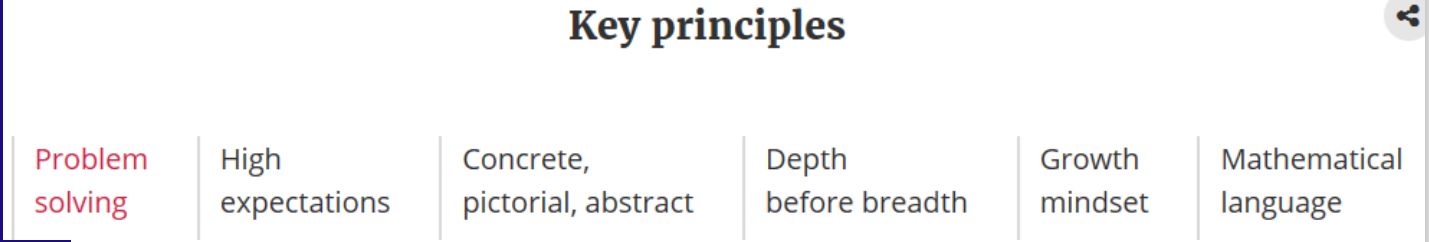 Key principles
Problem
solving
High
expectations
Concrete,
pictorial, abstract
Depth
before breadth
Growth
mindset
Mathematical
language